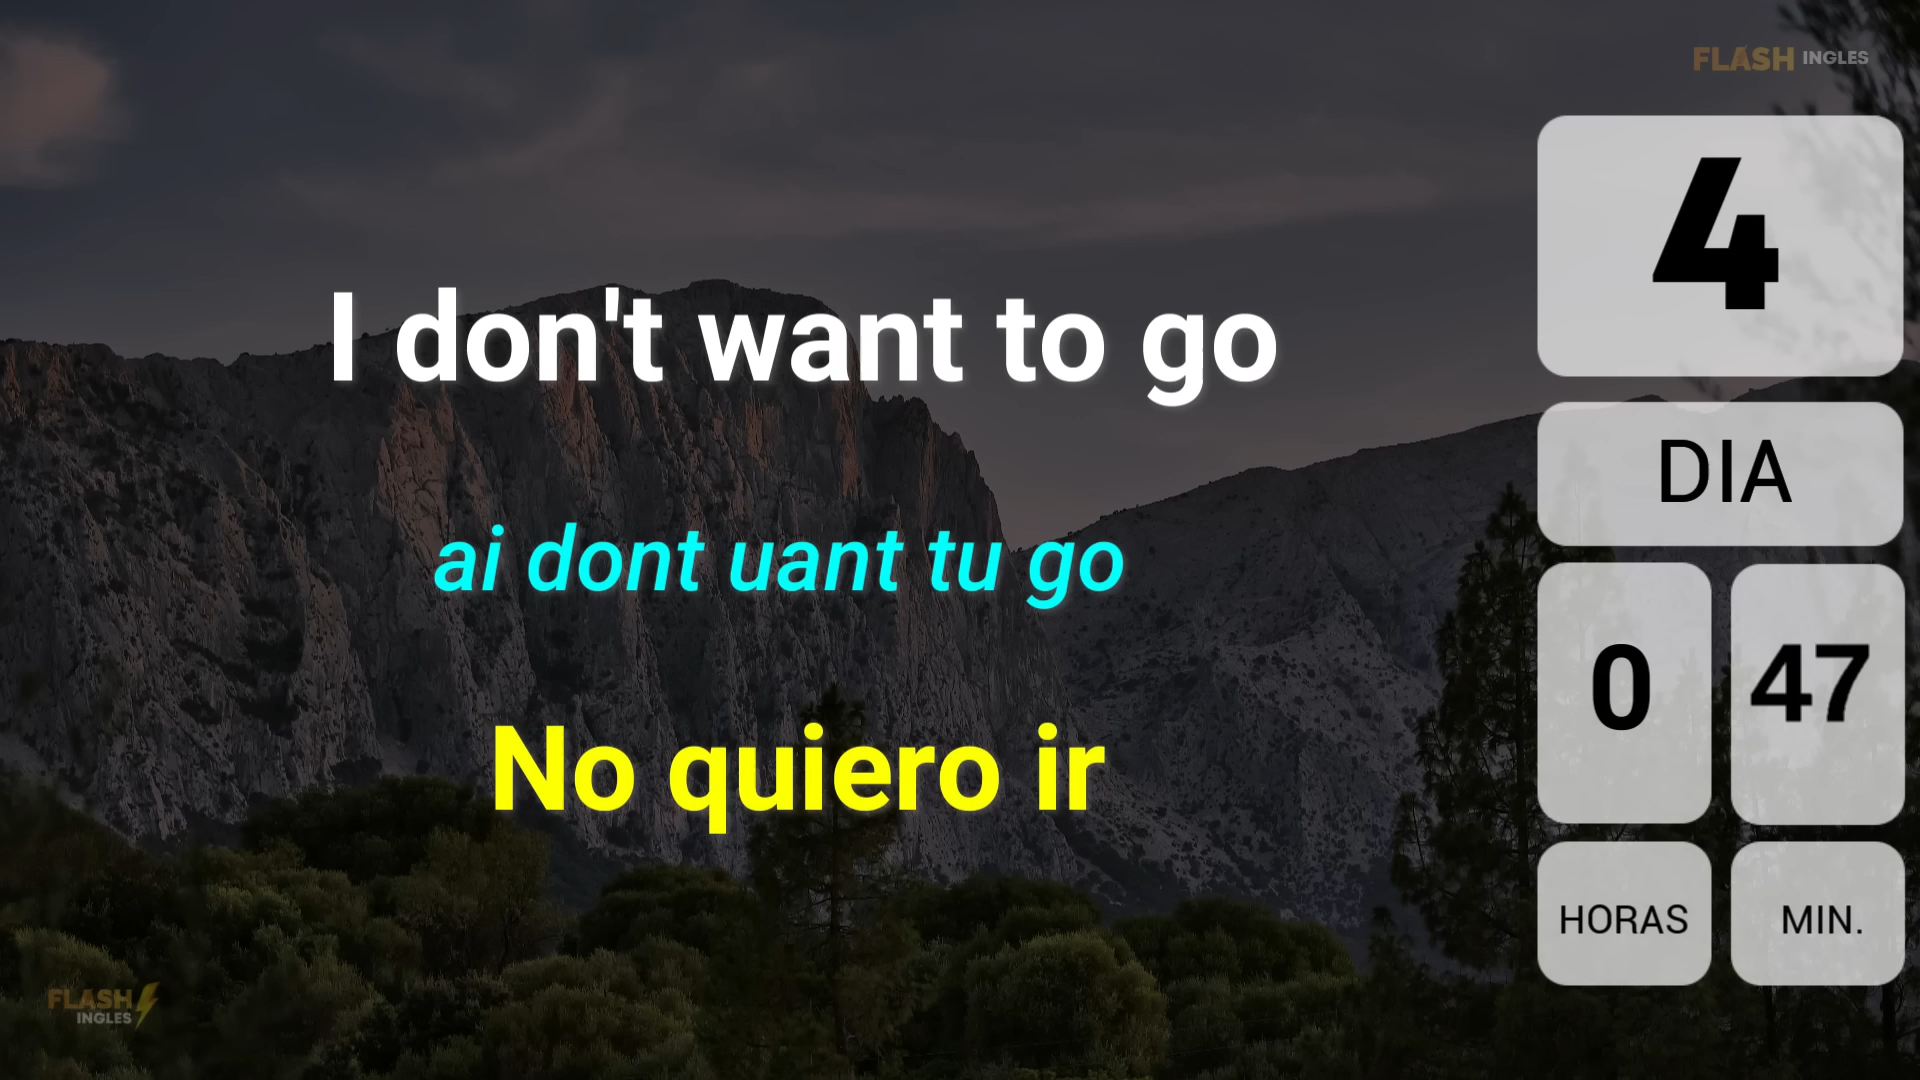 FLASH INGLES
4
DIA
I don't want to go
ai dont uant tu go
No quiero ir
0 47
HORAS MIN.
FLASH
INGLES